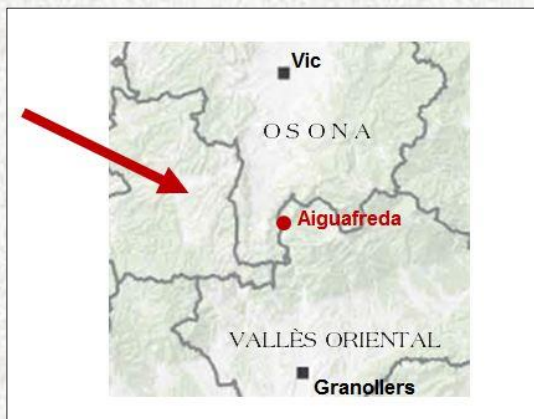 Vic
OSONA
Aiguafreda
VALLÈS ORIENTAL
Granollers